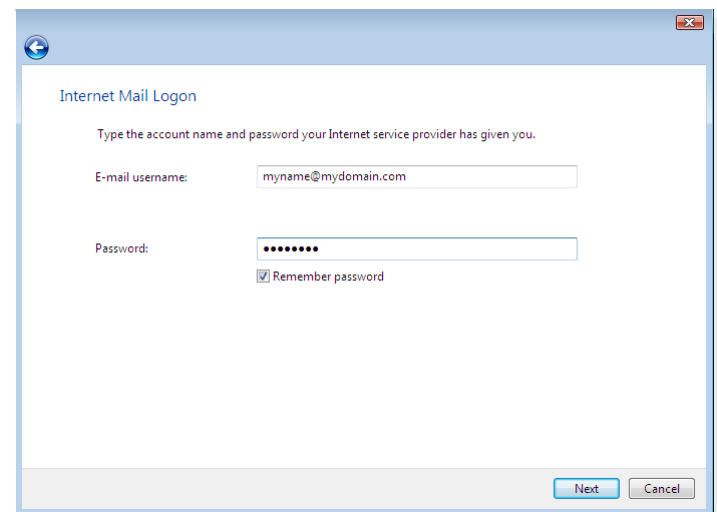 Internet Mail Logon
Type the account name and password your Internet service provider has given you.
E-mail username: myname@mydomain.com
Password: ●●●●●●●●
Remember password
Next Cancel